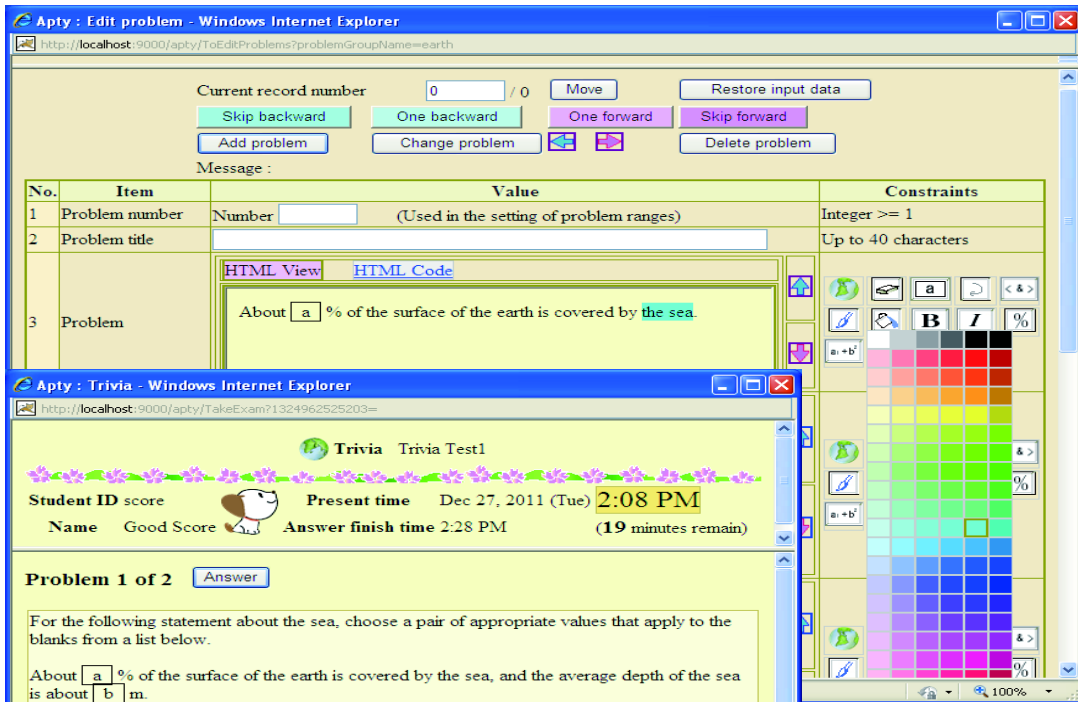 Apty : Edit problem - Windows Internet Explorer
http://localhost:9000/apty/ToEditProblems?problemGroupName=earth
Current record number 0 / 0 Move Restore input data
Skip backward One backward One forward Skip forward
Add problem Change problem Delete problem
Message :
No. Item Value Constraints
1 Problem number Number (Used in the setting of problem ranges) Integer >= 1
2 Problem title Up to 40 characters
HTML View HTML Code
a < & >
About a % of the surface of the earth is covered by the sea.
3 Problem
B I %
a₁+b²
Apty : Trivia - Windows Internet Explorer
http://localhost:9000/apty/TakeExam?1324962525203=
Trivia Trivia Test1
& >
%
a₁+b²
Student ID score Present time Dec 27, 2011 (Tue) 2:08 PM
Name Good Score Answer finish time 2:28 PM (19 minutes remain)
Problem 1 of 2 Answer
For the following statement about the sea, choose a pair of appropriate values that apply to the
blanks from a list below.
& >
About a % of the surface of the earth is covered by the sea, and the average depth of the sea
%
is about b m.
100%